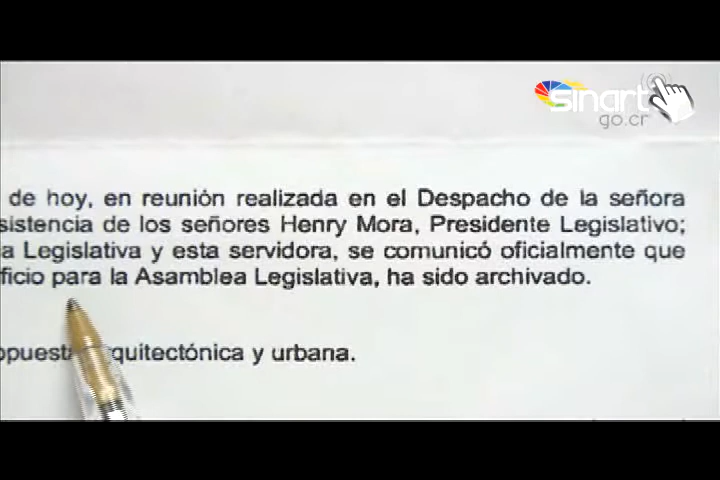 sinart
go.cr
de hoy, en reunión realizada en el Despacho de la señora
sistencia de los señores Henry Mora, Presidente Legislativo;
a Legislativa y esta servidora, se comunicó oficialmente que
ficio para la Asamblea Legislativa, ha sido archivado.
opuesta quitectónica y urbana.